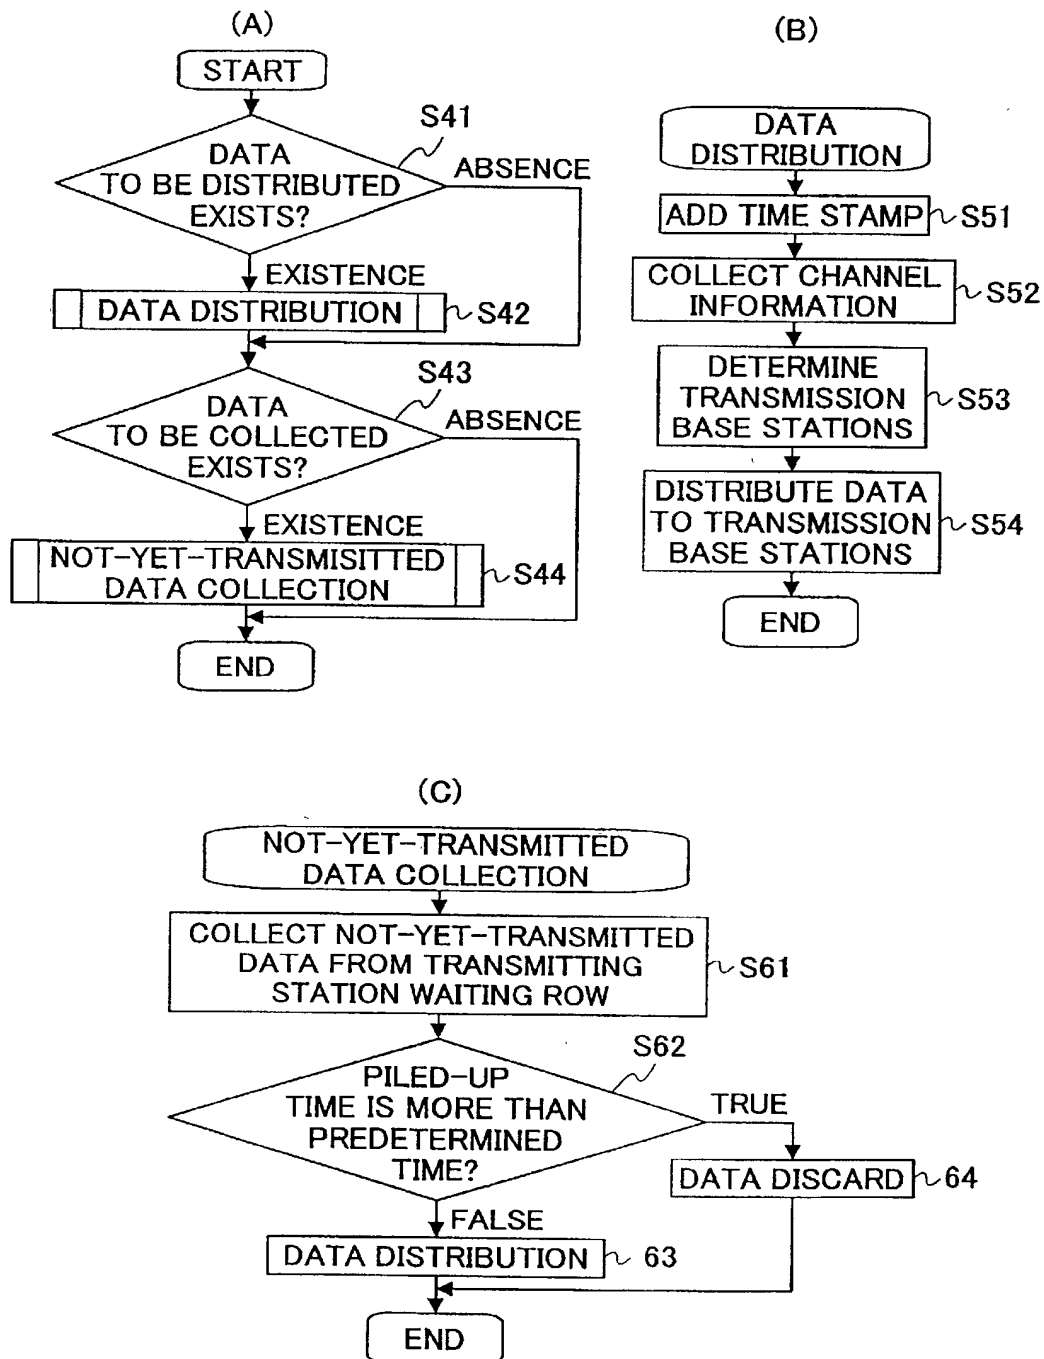 (A)
START
S41
DATA
TO BE DISTRIBUTED
EXISTS?
ABSENCE
EXISTENCE
DATA DISTRIBUTION
S42
S43
DATA
TO BE COLLECTED
EXISTS?
ABSENCE
EXISTENCE
NOT-YET-TRANSMISITTED
DATA COLLECTION
S44
END
(B)
DATA
DISTRIBUTION
ADD TIME STAMP
S51
COLLECT CHANNEL
INFORMATION
S52
DETERMINE
TRANSMISSION
BASE STATIONS
S53
DISTRIBUTE DATA
TO TRANSMISSION
BASE STATIONS
S54
END
(C)
NOT-YET-TRANSMITTED
DATA COLLECTION
COLLECT NOT-YET-TRANSMITTED
DATA FROM TRANSMITTING
STATION WAITING ROW
S61
S62
PILED-UP
TIME IS MORE THAN
PREDETERMINED
TIME?
TRUE
DATA DISCARD
64
FALSE
DATA DISTRIBUTION
63
END